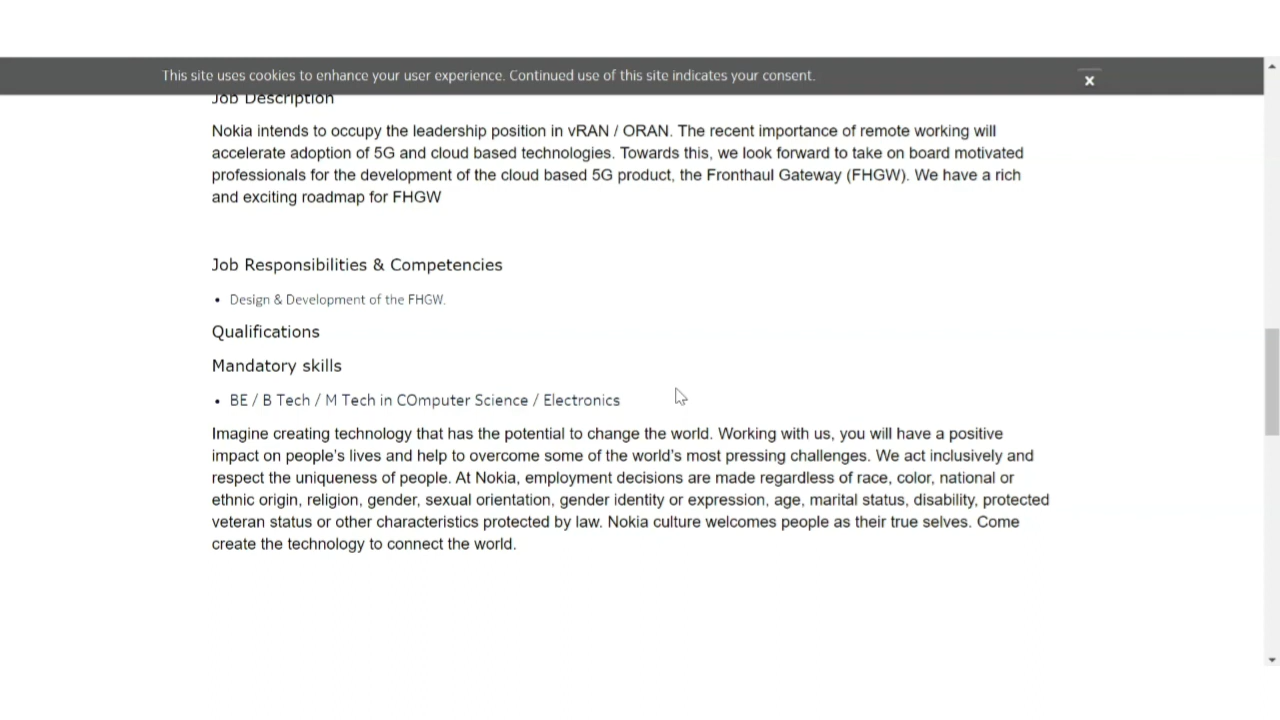 This site uses cookies to enhance your user experience. Continued use of this site indicates your consent.
x
Job Description
Nokia intends to occupy the leadership position in vRAN / ORAN. The recent importance of remote working will
accelerate adoption of 5G and cloud based technologies. Towards this, we look forward to take on board motivated
professionals for the development of the cloud based 5G product, the Fronthaul Gateway (FHGW). We have a rich
and exciting roadmap for FHGW
Job Responsibilities & Competencies
• Design & Development of the FHGW.
Qualifications
Mandatory skills
• BE / B Tech / M Tech in COmputer Science / Electronics
Imagine creating technology that has the potential to change the world. Working with us, you will have a positive
impact on people's lives and help to overcome some of the world's most pressing challenges. We act inclusively and
respect the uniqueness of people. At Nokia, employment decisions are made regardless of race, color, national or
ethnic origin, religion, gender, sexual orientation, gender identity or expression, age, marital status, disability, protected
veteran status or other characteristics protected by law. Nokia culture welcomes people as their true selves. Come
create the technology to connect the world.